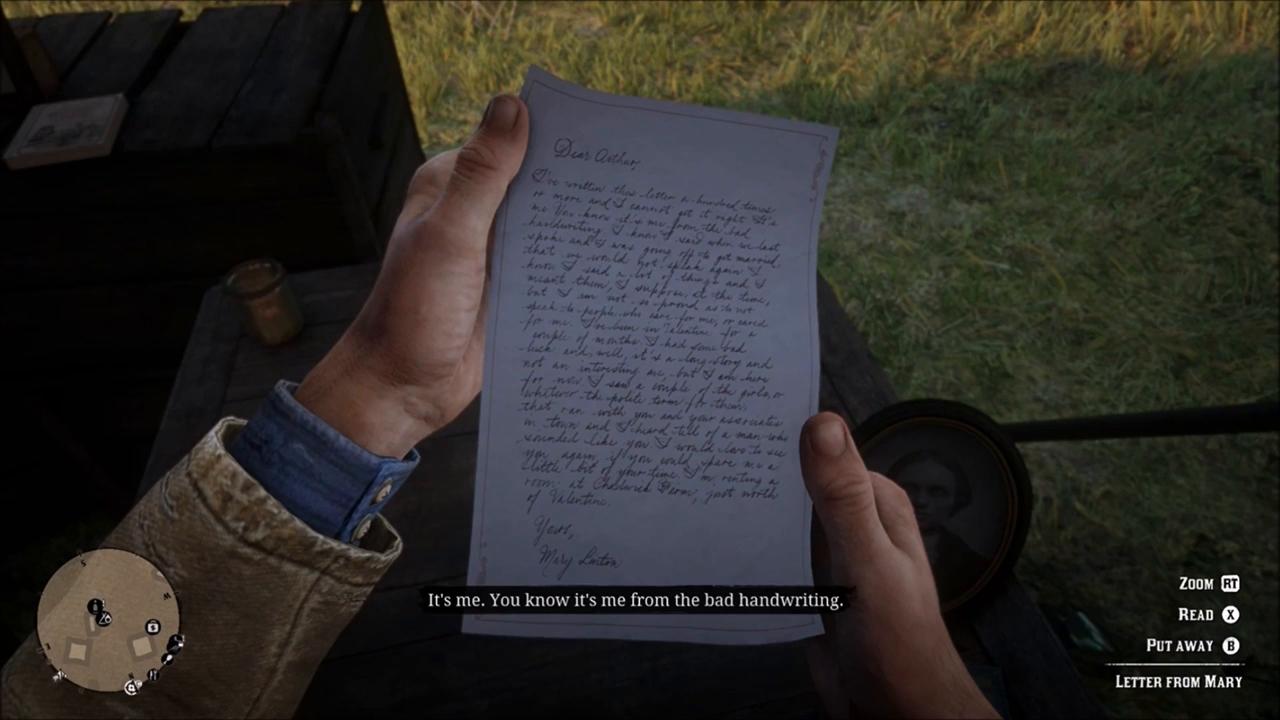 Dear Arthur,
I've written this letter a hundred times
or more and I cannot get it right. It's
me. You know it's me from the bad
handwriting. I know I said when we last
spoke and I was going off to get married,
that we would not speak again. I
know I said a lot of things and I
meant them, I suppose, at the time,
but I am not so proud as to not
speak to people who care for me, or cared
for me. I've been in Valentine for a
couple of months. I had some bad
luck and, well, it's a long story and
not an interesting one, but I am here
for now. I saw a couple of the girls, or
whatever the polite term for them,
that ran with you and your associates
in town and I heard tell of a man who
sounded like you. I would love to see
you again, if you would spare me a
little bit of your time. I'm renting a
room at Chadwick Farm, just north
of Valentine.
Yours,
Mary Linton
It's me. You know it's me from the bad handwriting.
ZOOM RT
READ X
PUT AWAY B
LETTER FROM MARY